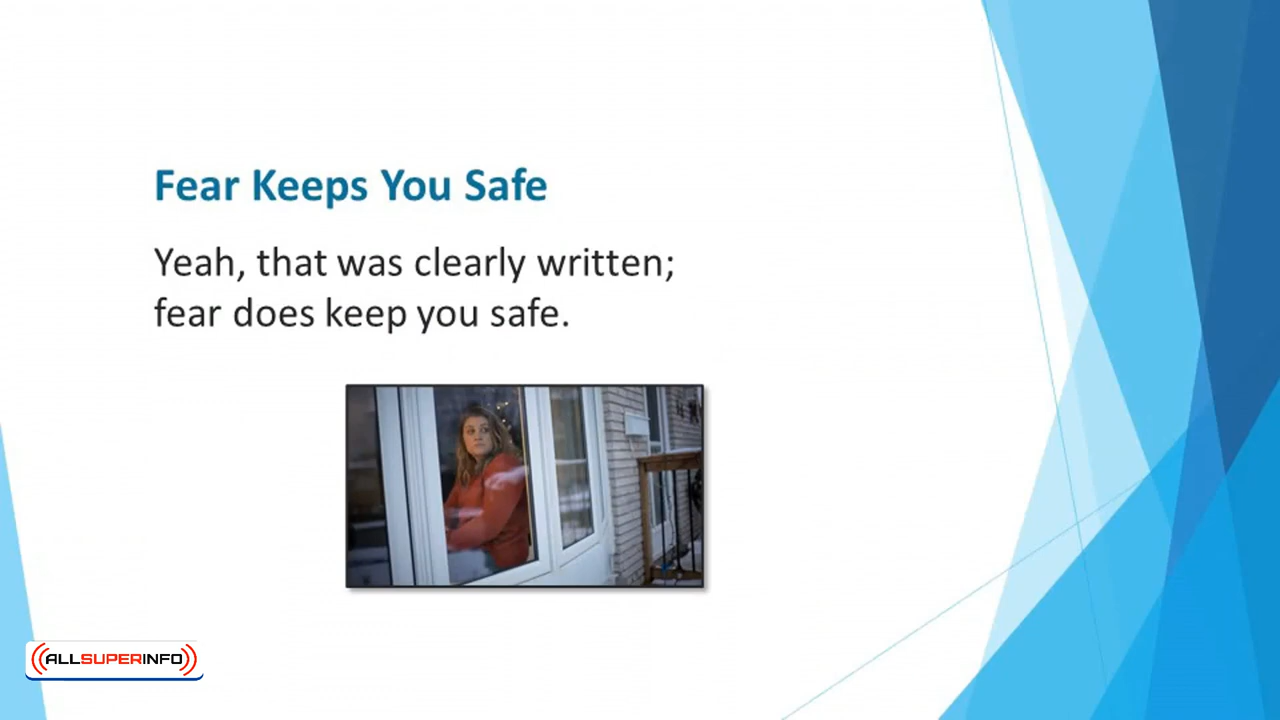 Fear Keeps You Safe
Yeah, that was clearly written;
fear does keep you safe.
ALLSUPERINFO